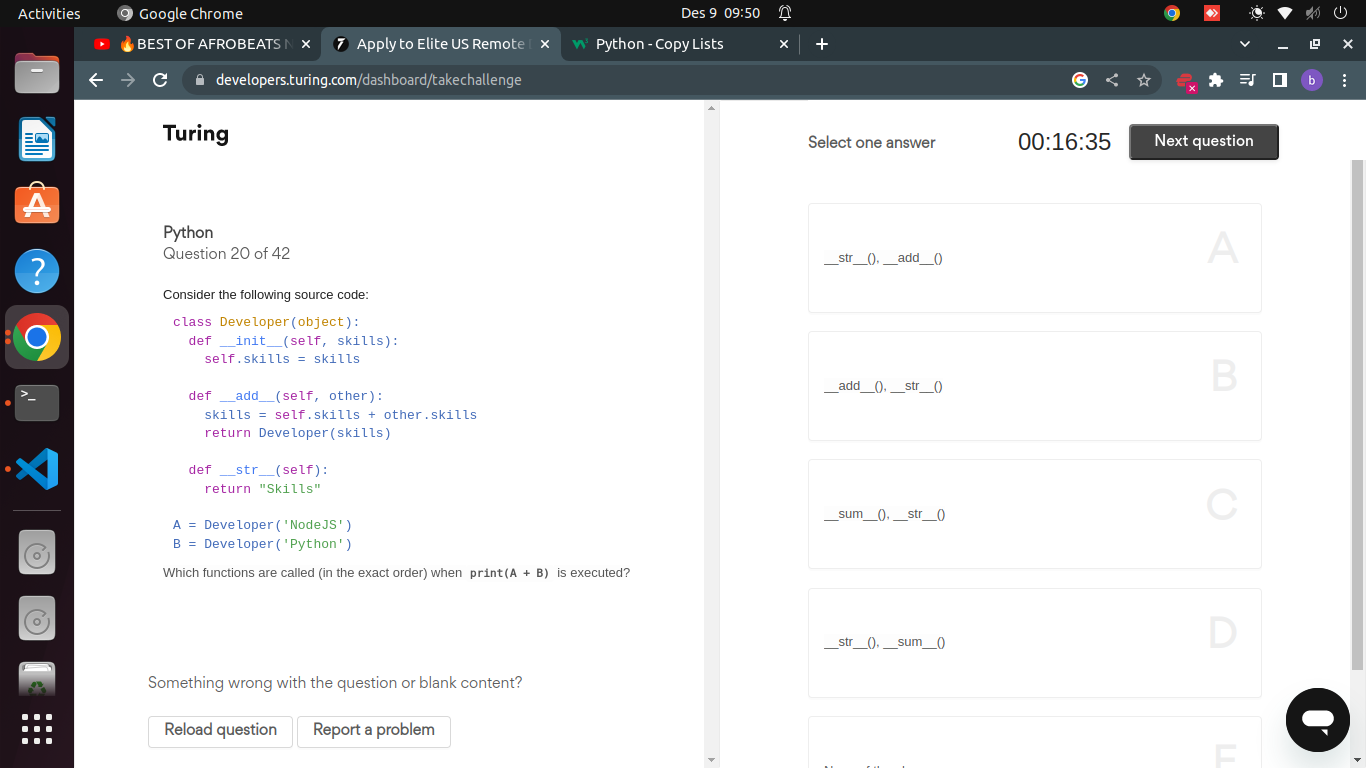 Activities
Google Chrome
Des 9 09:50
🔥BEST OF AFROBEATS
Apply to Elite US Remote
Python - Copy Lists
developers.turing.com/dashboard/takechallenge
b
Turing
Python
Question 20 of 42
Consider the following source code:
class Developer(object):
  def __init__(self, skills):
    self.skills = skills
  def __add__(self, other):
    skills = self.skills + other.skills
    return Developer(skills)
  def __str__(self):
    return "Skills"
A = Developer('NodeJS')
B = Developer('Python')
Which functions are called (in the exact order) when print(A + B) is executed?
Something wrong with the question or blank content?
Reload question
Report a problem
Select one answer
00:16:35
Next question
A
__str__(), __add__()
B
__add__(), __str__()
C
__sum__(), __str__()
D
__str__(), __sum__()
E